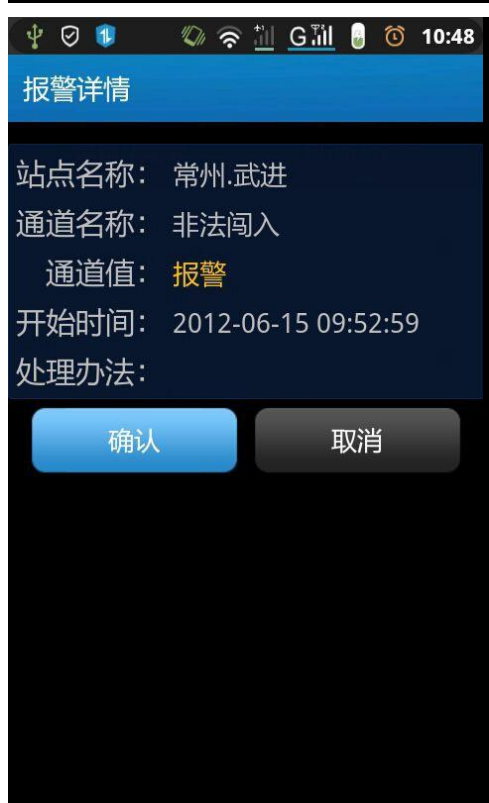 G 10:48
报警详情
站点名称： 常州.武进
通道名称： 非法闯入
通道值： 报警
开始时间： 2012-06-15 09:52:59
处理办法：
确认 取消